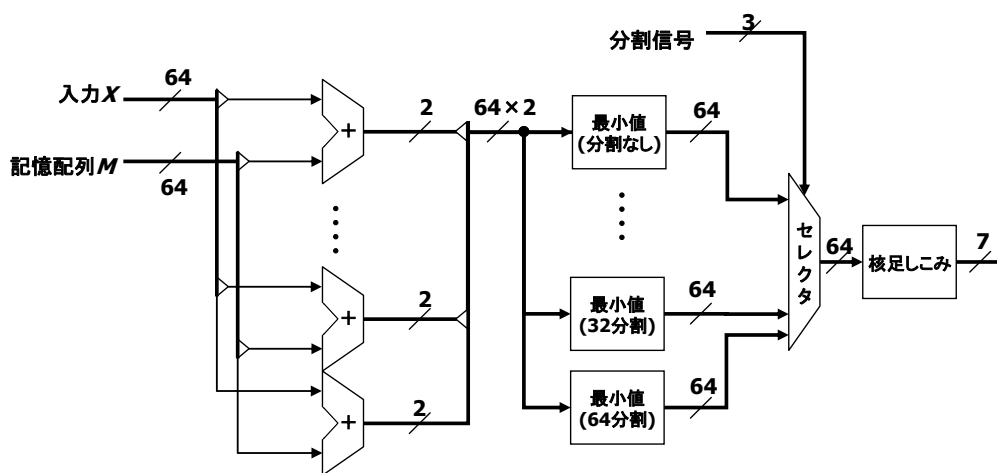 分割信号
3
入力X
64
記憶配列M
64
+
2
64×2
最小値
(分割なし)
64
+
2
最小値
(32分割)
64
+
2
最小値
(64分割)
64
セレクタ
64
核足しこみ
7